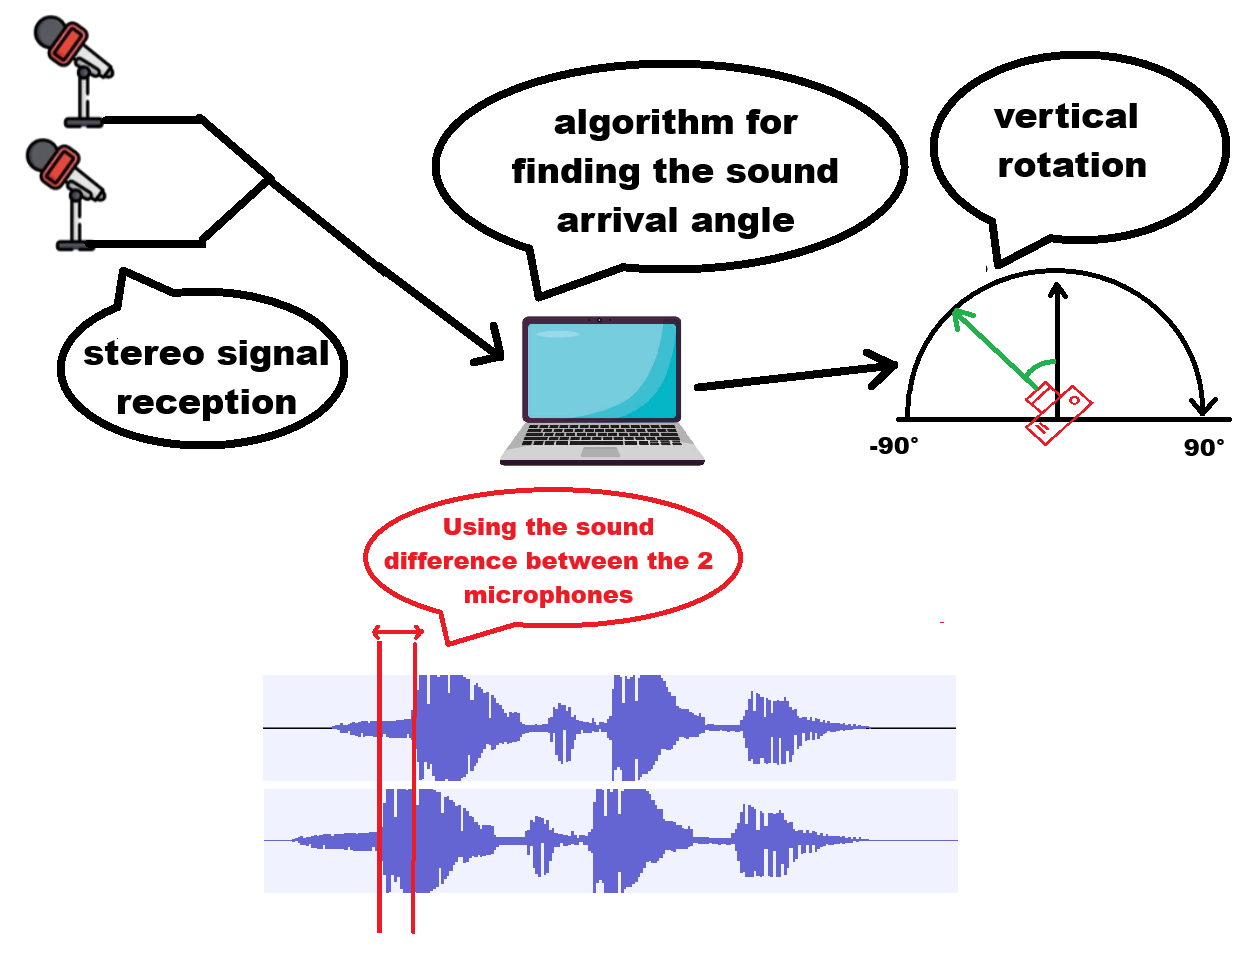 stereo signal
reception
algorithm for
finding the sound
arrival angle
vertical
rotation
-90°
90°
Using the sound
difference between the 2
microphones